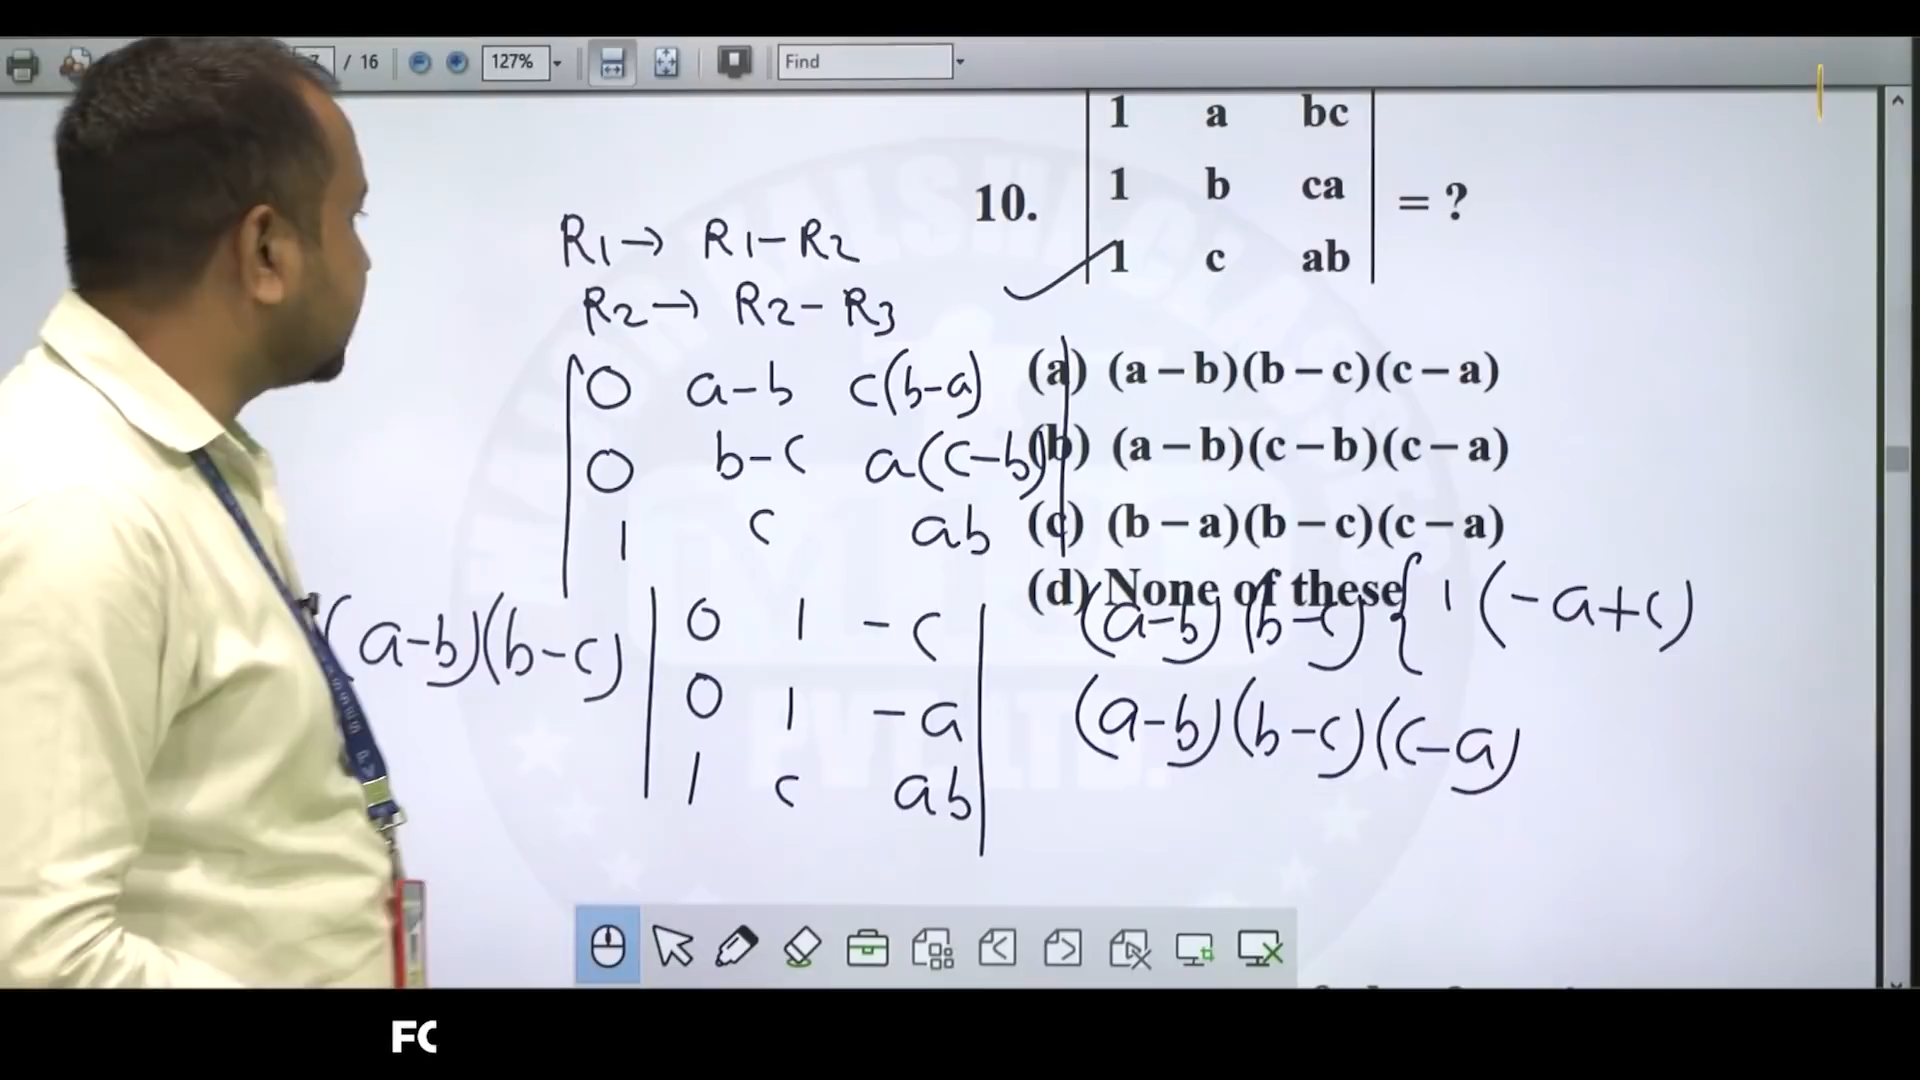 7 / 16 127% Find
10. | 1 a bc |
| 1 b ca | = ?
| 1 c ab |
R1→ R1-R2
R2→ R2-R3
| 0 a-b c(b-a) |
| 0 b-c a(c-b) |
| 1 c ab |
(a) (a – b)(b – c)(c – a)
(b) (a – b)(c – b)(c – a)
(c) (b – a)(b – c)(c – a)
(d) None of these
(a-b)(b-c) | 0 1 -c |
| 0 1 -a |
| 1 c ab |
(a-b)(b-c){ 1 (-a+c)
(a-b)(b-c)(c-a)
FC